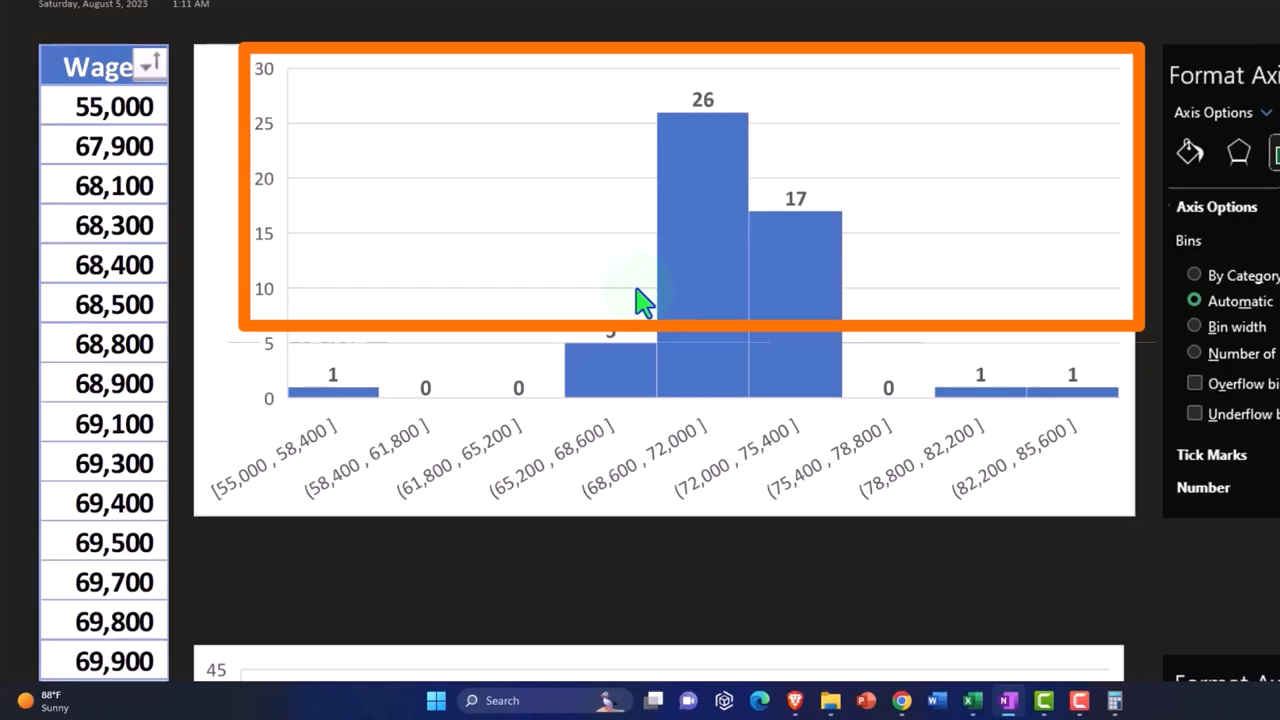 Saturday, August 5, 2023 1:11 AM
Wage
55,000
67,900
68,100
68,300
68,400
68,500
68,800
68,900
69,100
69,300
69,400
69,500
69,700
69,800
69,900
30
25
20
15
10
5
0
1
0
0
26
17
0
1
1
[55,000 , 58,400 ]
(58,400 , 61,800 ]
(61,800 , 65,200 ]
(65,200 , 68,600 ]
(68,600 , 72,000 ]
(72,000 , 75,400 ]
(75,400 , 78,800 ]
(78,800 , 82,200 ]
(82,200 , 85,600 ]
45
Format Axi
Axis Options
Axis Options
Bins
By Category
Automatic
Bin width
Number of
Overflow bi
Underflow b
Tick Marks
Number
88°F
Sunny
Search